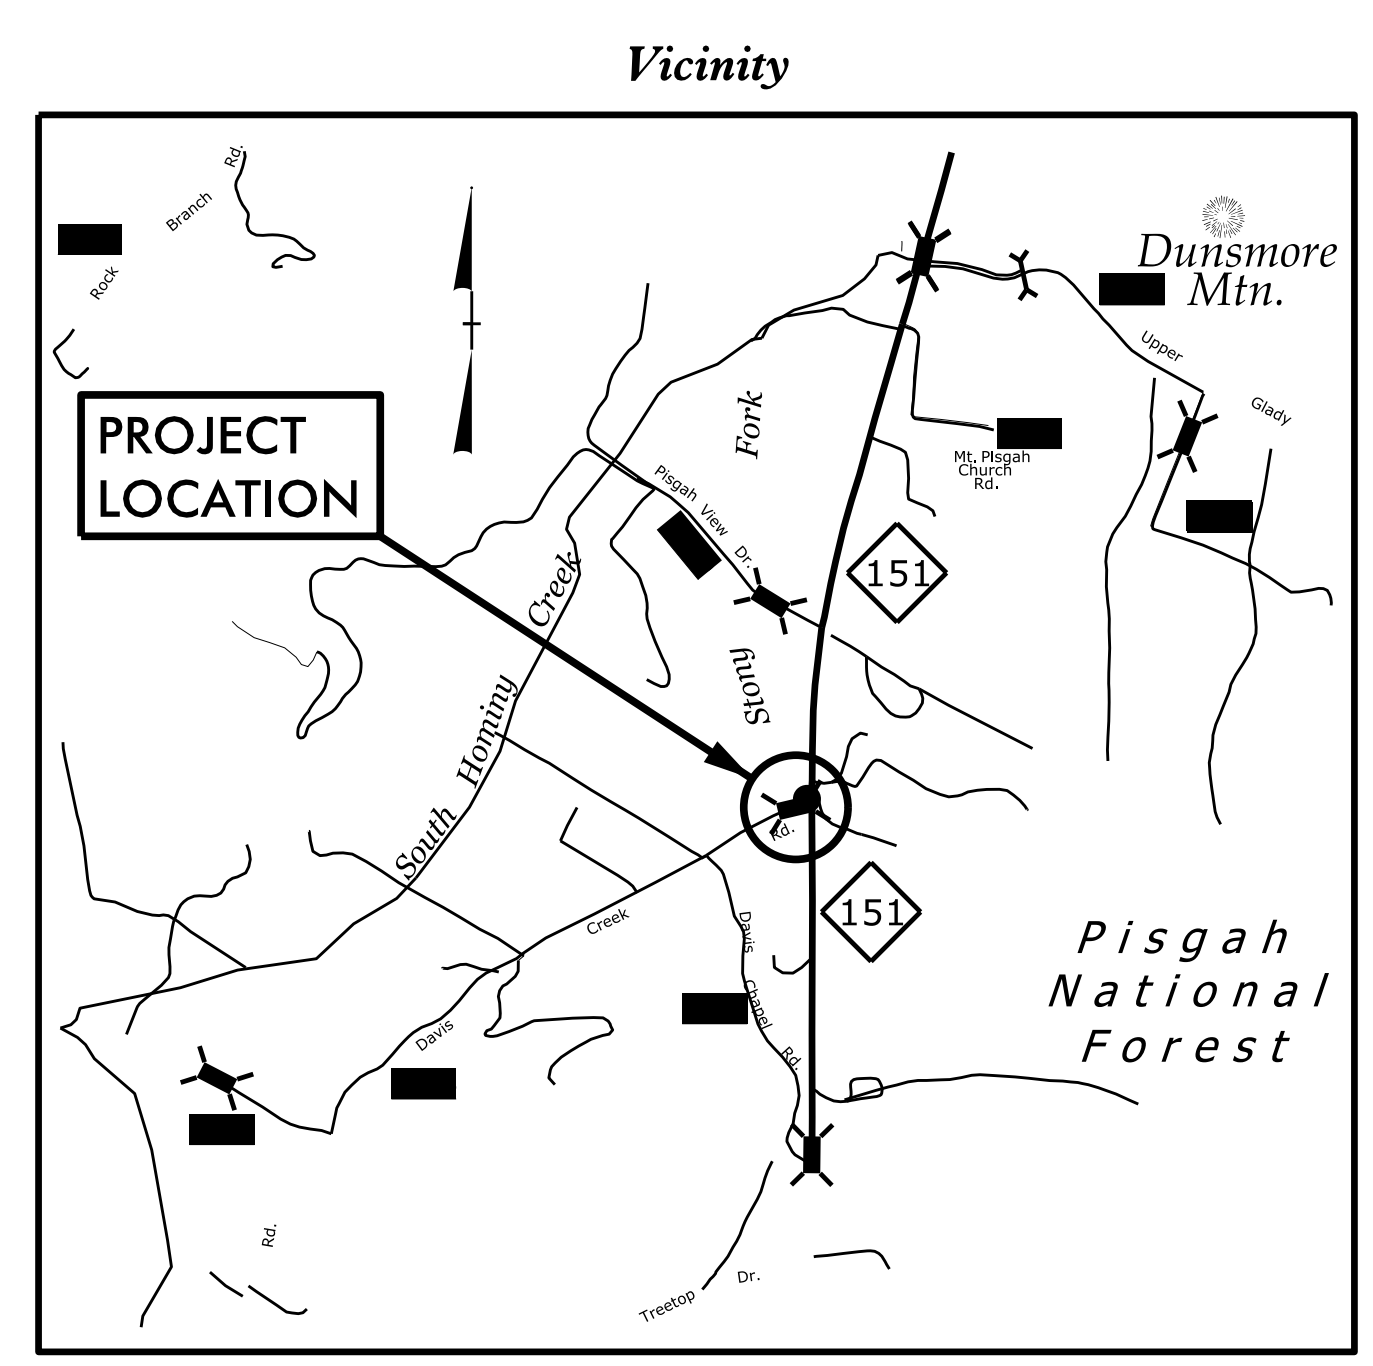 Vicinity
Rd.
Branch
Rock
Dunsmore
Mtn.
Upper
Glady
PROJECT
LOCATION
Fork
Mt. Pisgah
Church
Rd.
Pisgah View Dr.
151
Creek
Stony
Hominy
South
Rd.
151
Creek
Davis
Davis Chapel Rd.
Pisgah
National
Forest
Rd.
Treetop Dr.